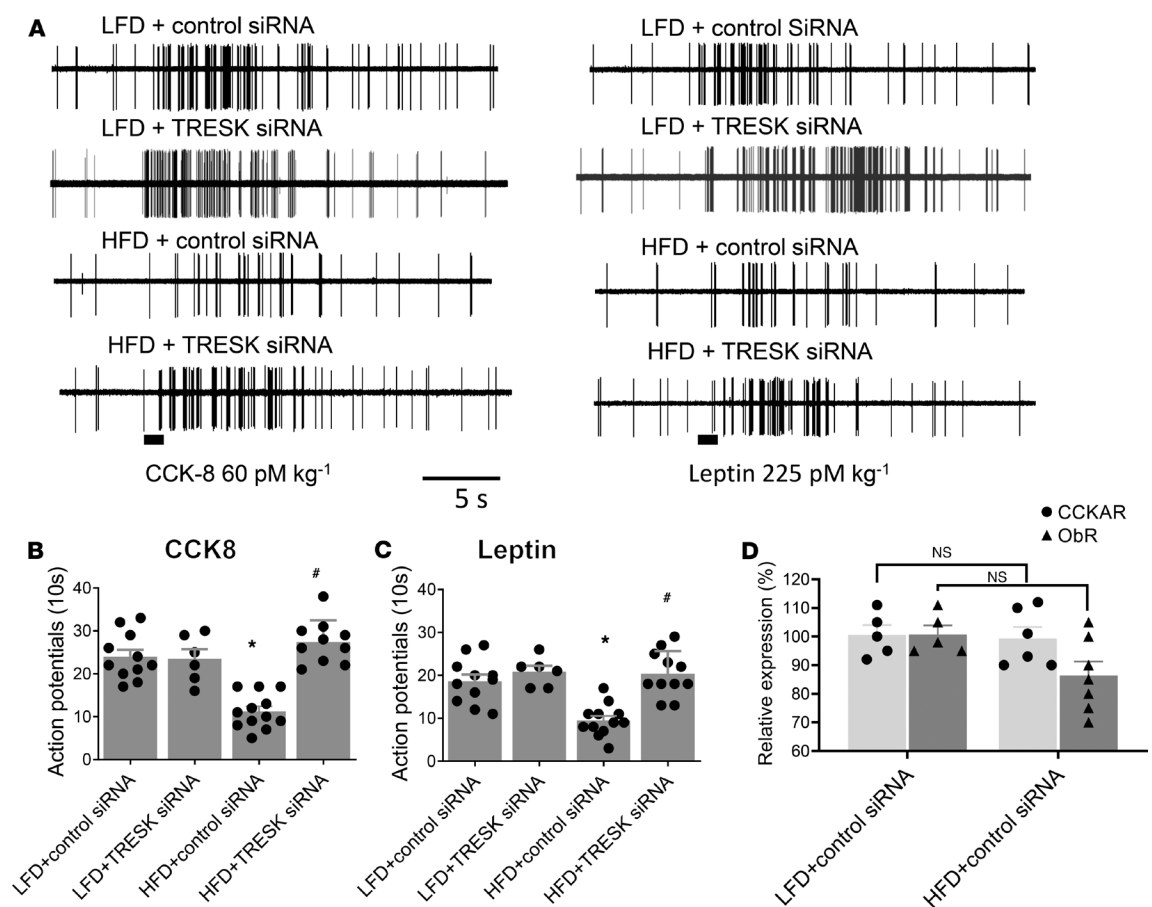 A
LFD + control siRNA
LFD + TRESK siRNA
HFD + control siRNA
HFD + TRESK siRNA
CCK-8 60 pM kg-1
5 s
LFD + control SiRNA
LFD + TRESK siRNA
HFD + control siRNA
HFD + TRESK siRNA
Leptin 225 pM kg-1
B
CCK8
Action potentials (10s)
40
30
20
10
0
*
#
LFD+control siRNA
LFD+TRESK siRNA
HFD+control siRNA
HFD+TRESK siRNA
C
Leptin
Action potentials (10s)
40
30
20
10
0
*
#
LFD+control siRNA
LFD+TRESK siRNA
HFD+control siRNA
HFD+TRESK siRNA
D
CCKAR
ObR
NS
NS
Relative expression (%)
120
110
100
90
80
70
60
LFD+control siRNA
HFD+control siRNA